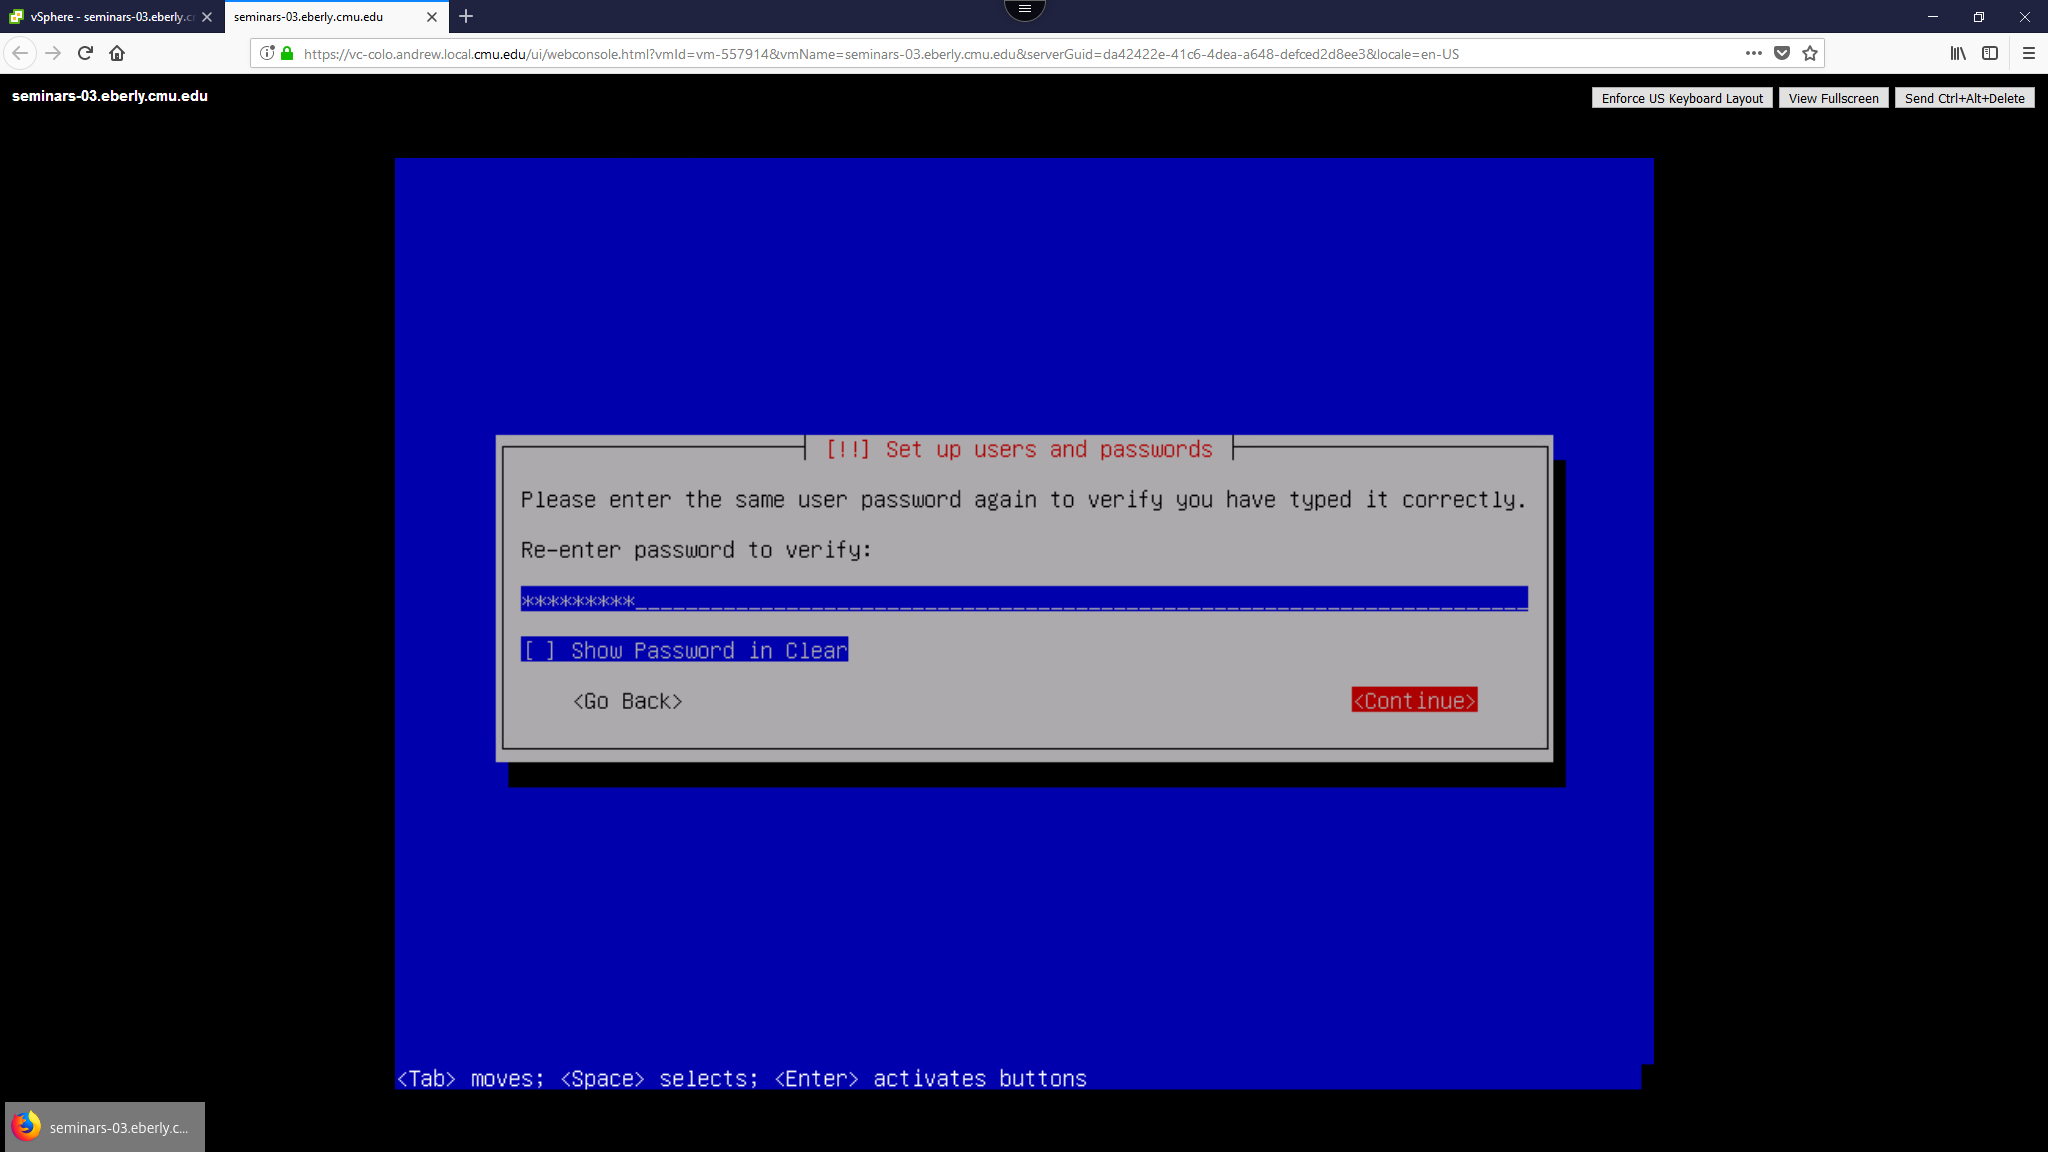 vSphere - seminars-03.eberly.c
seminars-03.eberly.cmu.edu
https://vc-colo.andrew.local.cmu.edu/ui/webconsole.html?vmId=vm-557914&vmName=seminars-03.eberly.cmu.edu&serverGuid=da42422e-41c6-4dea-a648-defced2d8ee3&locale=en-US
seminars-03.eberly.cmu.edu
Enforce US Keyboard Layout
View Fullscreen
Send Ctrl+Alt+Delete
[!!] Set up users and passwords
Please enter the same user password again to verify you have typed it correctly.
Re-enter password to verify:
*********
[ ] Show Password in Clear
<Go Back> <Continue>
<Tab> moves; <Space> selects; <Enter> activates buttons
seminars-03.eberly.c...